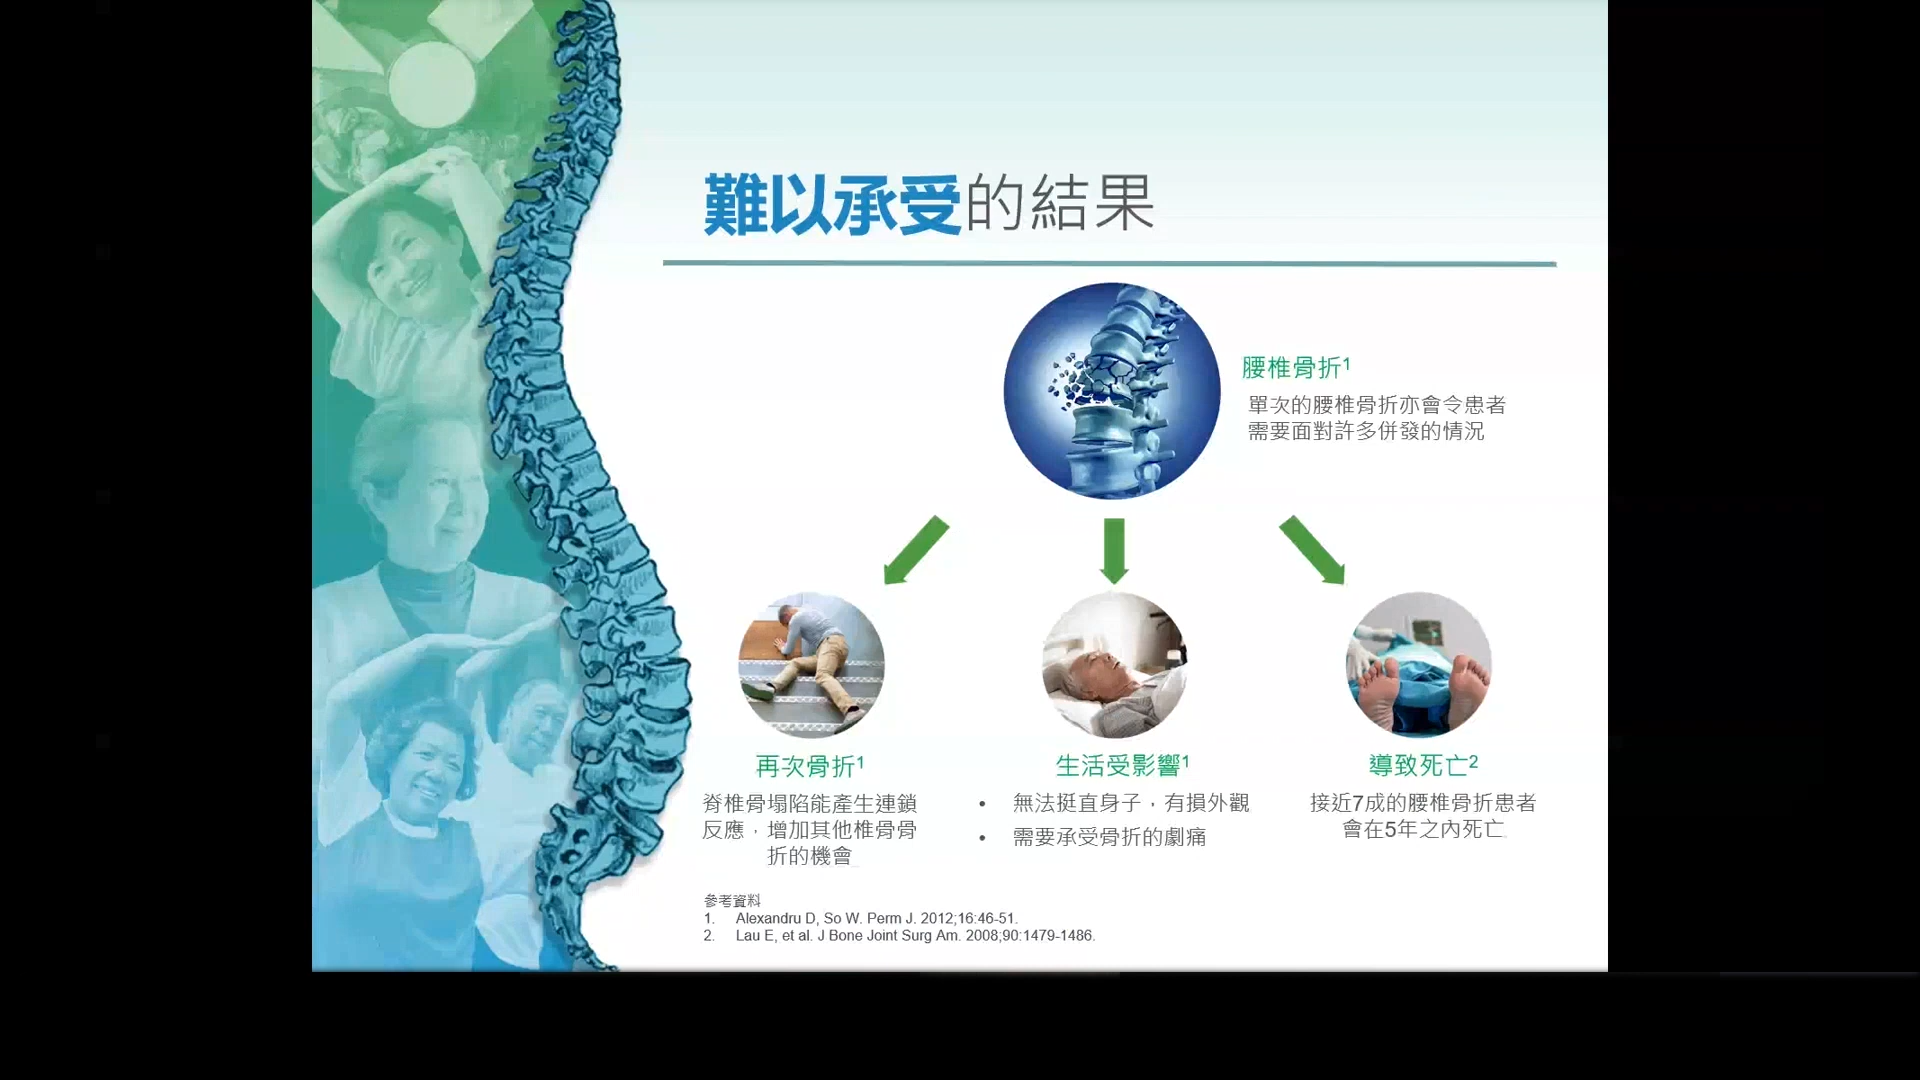 難以承受的結果
腰椎骨折1
單次的腰椎骨折亦會令患者
需要面對許多併發的情況
再次骨折1
脊椎骨塌陷能產生連鎖
反應，增加其他椎骨骨
折的機會
生活受影響1
• 無法挺直身子，有損外觀
• 需要承受骨折的劇痛
導致死亡2
接近7成的腰椎骨折患者
會在5年之內死亡
參考資料
1. Alexandru D, So W. Perm J. 2012;16:46-51.
2. Lau E, et al. J Bone Joint Surg Am. 2008;90:1479-1486.